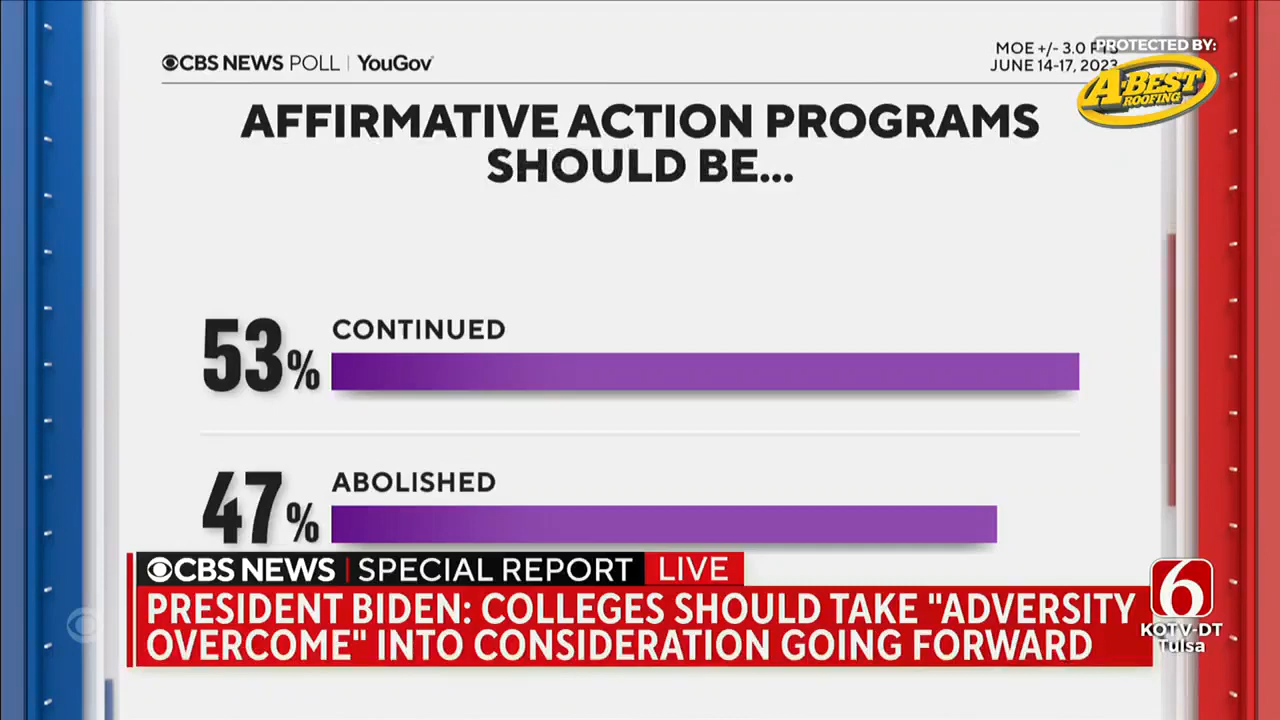 CBS NEWS POLL | YouGov
MOE +/- 3.0 PTS
JUNE 14-17, 2023
PROTECTED BY:
A-BEST
ROOFING
AFFIRMATIVE ACTION PROGRAMS
SHOULD BE...
53% CONTINUED
47% ABOLISHED
CBS NEWS | SPECIAL REPORT LIVE
PRESIDENT BIDEN: COLLEGES SHOULD TAKE "ADVERSITY
OVERCOME" INTO CONSIDERATION GOING FORWARD
6
KOTV-DT
Tulsa